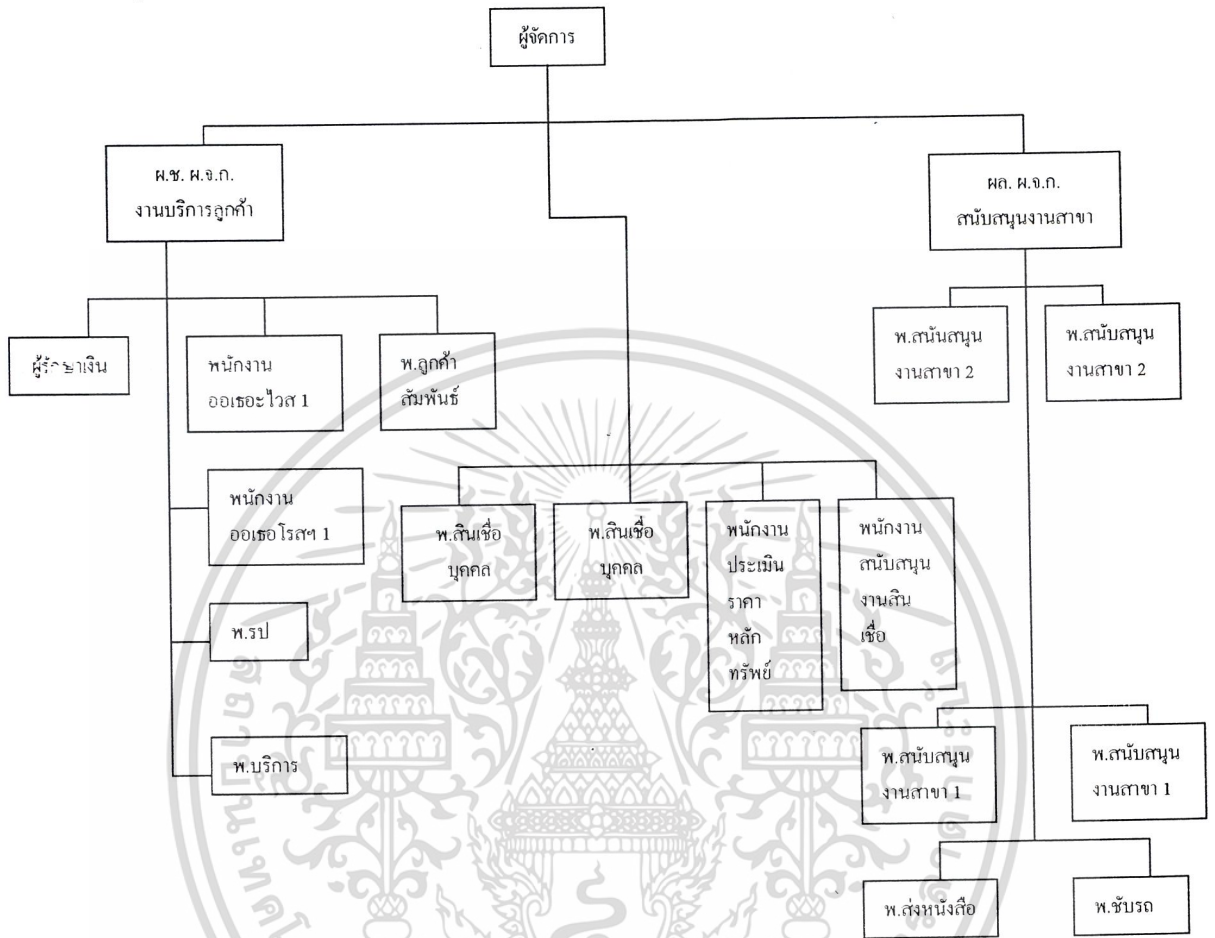 ผู้จัดการ
ผ.ช. ผ.จ.ก.
งานบริการลูกค้า
ผล. ผ.จ.ก.
สนับสนุนงานสาขา
ผู้รักษาเงิน
พนักงาน
ออเธอะไวส 1
พ.ลูกค้า
สัมพันธ์
พ.สนันสนุน
งานสาขา 2
พ.สนับสนุน
งานสาขา 2
พนักงาน
ออเธอโรสฯ 1
พ.สินเชื่อ
บุคคล
พ.สินเชื่อ
บุคคล
พนักงาน
ประเมิน
ราคา
หลัก
ทรัพย์
พนักงาน
สนับสนุน
งานสิน
เชื่อ
พ.รป
พ.บริการ
พ.สนับสนุน
งานสาขา 1
พ.สนับสนุน
งานสาขา 1
พ.ส่งหนังสือ
พ.ขับรถ